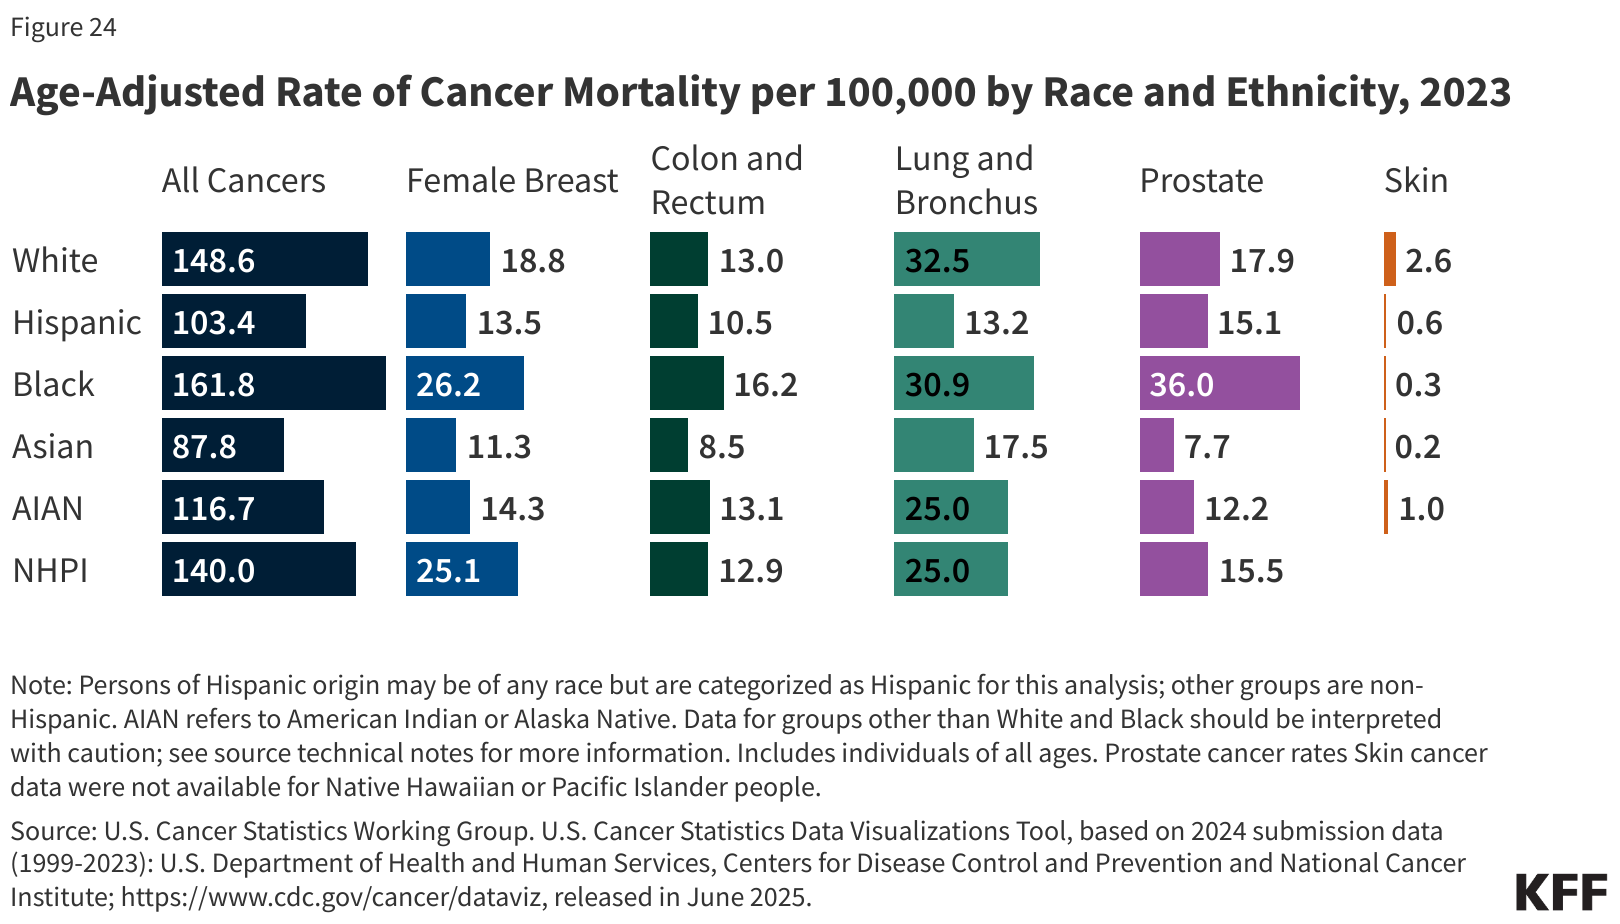 Figure 24
Age-Adjusted Rate of Cancer Mortality per 100,000 by Race and Ethnicity, 2023
All Cancers Female Breast Colon and Rectum Lung and Bronchus Prostate Skin
White 148.6 18.8 13.0 32.5 17.9 2.6
Hispanic 103.4 13.5 10.5 13.2 15.1 0.6
Black 161.8 26.2 16.2 30.9 36.0 0.3
Asian 87.8 11.3 8.5 17.5 7.7 0.2
AIAN 116.7 14.3 13.1 25.0 12.2 1.0
NHPI 140.0 25.1 12.9 25.0 15.5
Note: Persons of Hispanic origin may be of any race but are categorized as Hispanic for this analysis; other groups are non-
Hispanic. AIAN refers to American Indian or Alaska Native. Data for groups other than White and Black should be interpreted
with caution; see source technical notes for more information. Includes individuals of all ages. Prostate cancer rates Skin cancer
data were not available for Native Hawaiian or Pacific Islander people.
Source: U.S. Cancer Statistics Working Group. U.S. Cancer Statistics Data Visualizations Tool, based on 2024 submission data
(1999-2023): U.S. Department of Health and Human Services, Centers for Disease Control and Prevention and National Cancer
Institute; https://www.cdc.gov/cancer/dataviz, released in June 2025.
KFF